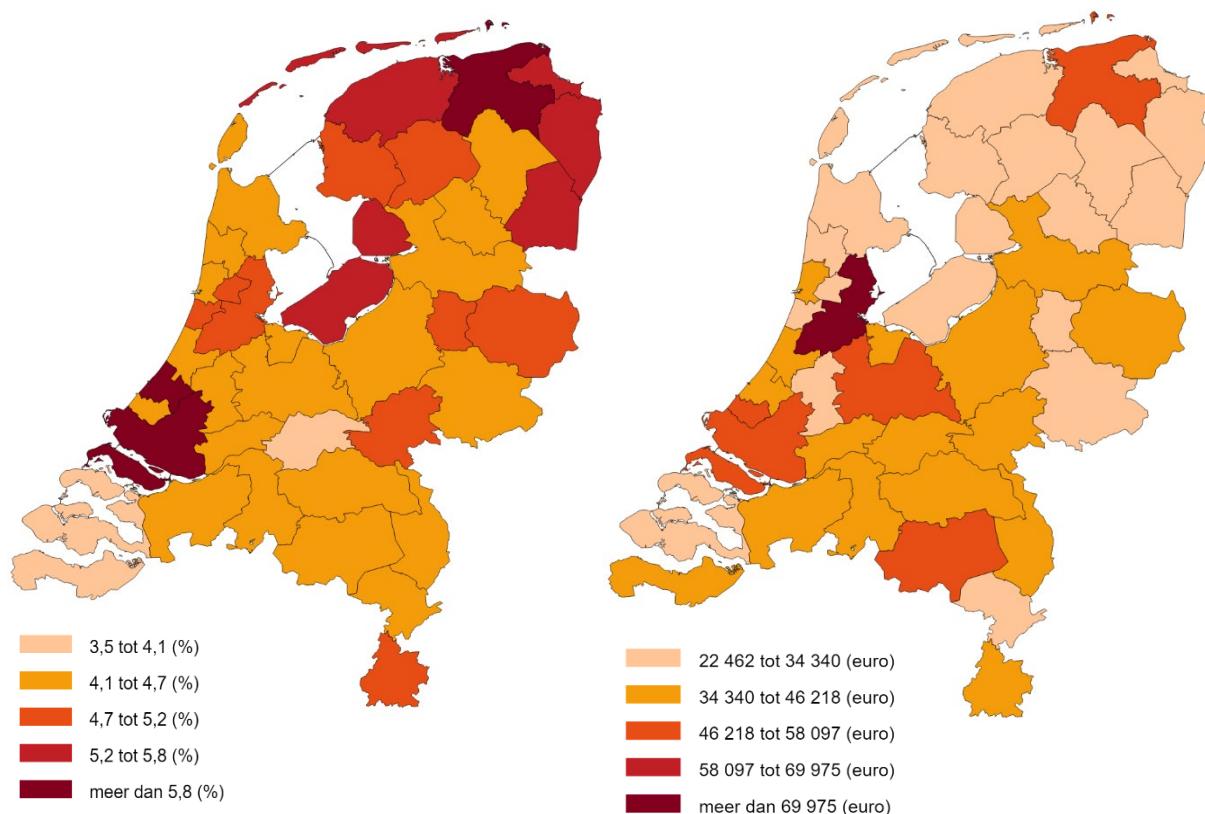 3,5 tot 4,1 (%)
4,1 tot 4,7 (%)
4,7 tot 5,2 (%)
5,2 tot 5,8 (%)
meer dan 5,8 (%)
22 462 tot 34 340 (euro)
34 340 tot 46 218 (euro)
46 218 tot 58 097 (euro)
58 097 tot 69 975 (euro)
meer dan 69 975 (euro)